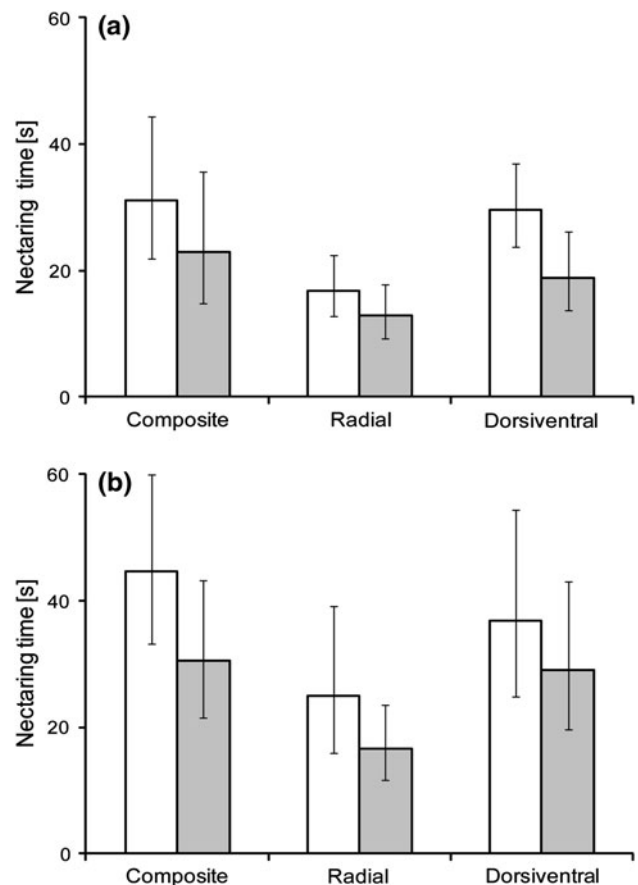 (a)
Nectaring time [s]
60
40
20
0
Composite Radial Dorsiventral
(b)
Nectaring time [s]
60
40
20
0
Composite Radial Dorsiventral